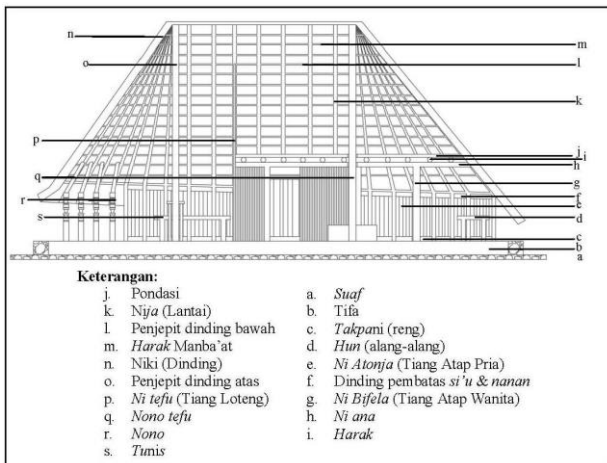 n
o
m
l
k
p
j
i
h
q
g
r
f
e
s
d
c
b
a
Keterangan:
j. Pondasi a. Suaf
k. Nija (Lantai) b. Tifa
l. Penjepit dinding bawah c. Takpani (reng)
m. Harak Manba'at d. Hun (alang-alang)
n. Niki (Dinding) e. Ni Atonja (Tiang Atap Pria)
o. Penjepit dinding atas f. Dinding pembatas si'u & nanan
p. Ni tefu (Tiang Loteng) g. Ni Bifela (Tiang Atap Wanita)
q. Nono tefu h. Ni ana
r. Nono i. Harak
s. Tunis